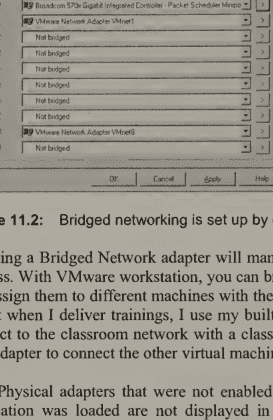 Broadcom 570x Gigabit Integrated Controller - Packet Scheduler Minipo
VMware Network Adapter VMnet1
Not bridged
Not bridged
Not bridged
Not bridged
Not bridged
Not bridged
VMware Network Adapter VMnet8
Not bridged
OK Cancel Apply Help
e 11.2: Bridged networking is set up by
ing a Bridged Network adapter will man
ss. With VMware workstation, you can b
ssign them to different machines with the
t when I deliver trainings, I use my built
ct to the classroom network with a class
dapter to connect the other virtual machin
Physical adapters that were not enabled
ation was loaded are not displayed in